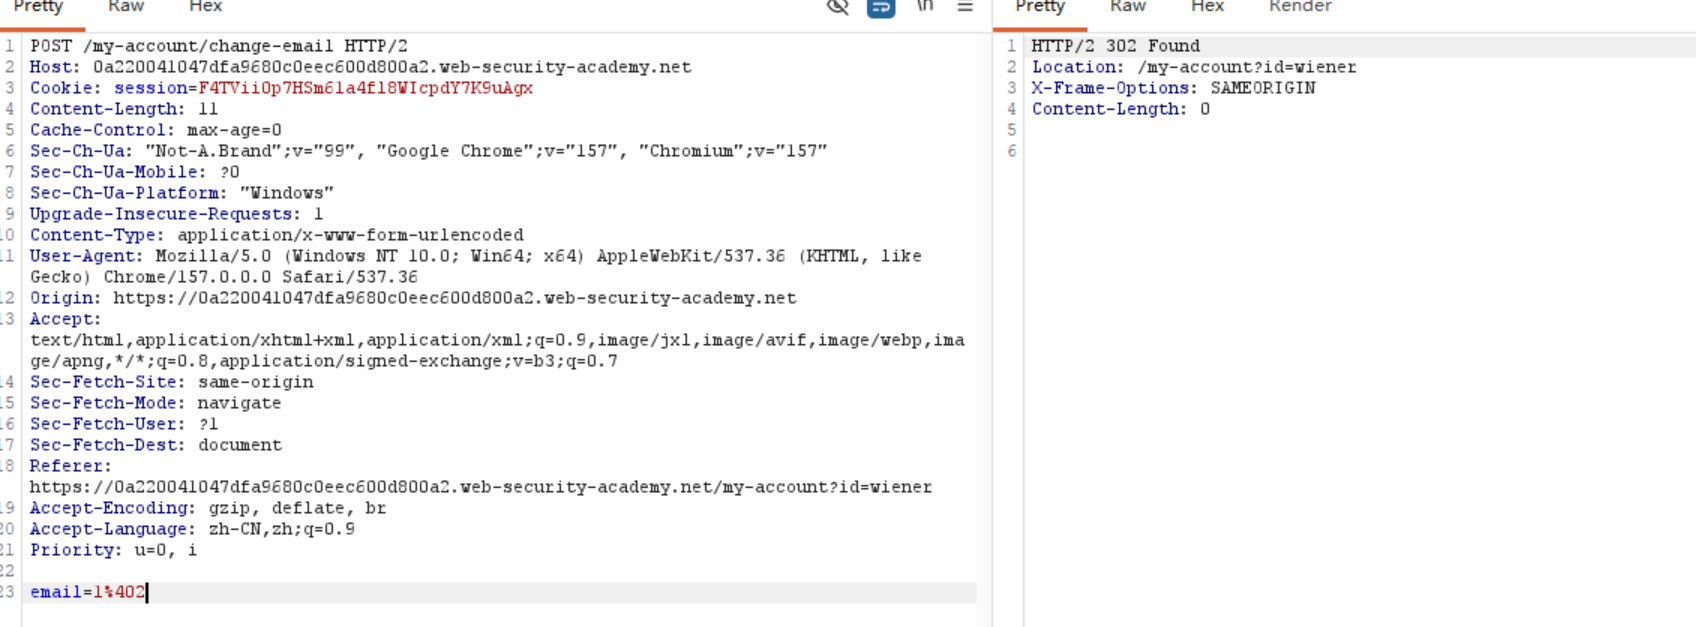 Pretty Raw Hex \n
Pretty Raw Hex Render
1 POST /my-account/change-email HTTP/2
2 Host: 0a220041047dfa9680c0eec600d800a2.web-security-academy.net
3 Cookie: session=F4TVii0p7HSm6la4fl8WIcpdY7K9uAgx
4 Content-Length: 11
5 Cache-Control: max-age=0
6 Sec-Ch-Ua: "Not-A.Brand";v="99", "Google Chrome";v="157", "Chromium";v="157"
7 Sec-Ch-Ua-Mobile: ?0
8 Sec-Ch-Ua-Platform: "Windows"
9 Upgrade-Insecure-Requests: 1
10 Content-Type: application/x-www-form-urlencoded
11 User-Agent: Mozilla/5.0 (Windows NT 10.0; Win64; x64) AppleWebKit/537.36 (KHTML, like
Gecko) Chrome/157.0.0.0 Safari/537.36
12 Origin: https://0a220041047dfa9680c0eec600d800a2.web-security-academy.net
13 Accept:
text/html,application/xhtml+xml,application/xml;q=0.9,image/jxl,image/avif,image/webp,ima
ge/apng,*/*;q=0.8,application/signed-exchange;v=b3;q=0.7
14 Sec-Fetch-Site: same-origin
15 Sec-Fetch-Mode: navigate
16 Sec-Fetch-User: ?1
17 Sec-Fetch-Dest: document
18 Referer:
https://0a220041047dfa9680c0eec600d800a2.web-security-academy.net/my-account?id=wiener
19 Accept-Encoding: gzip, deflate, br
20 Accept-Language: zh-CN,zh;q=0.9
21 Priority: u=0, i
22
23 email=1%402
1 HTTP/2 302 Found
2 Location: /my-account?id=wiener
3 X-Frame-Options: SAMEORIGIN
4 Content-Length: 0
5
6